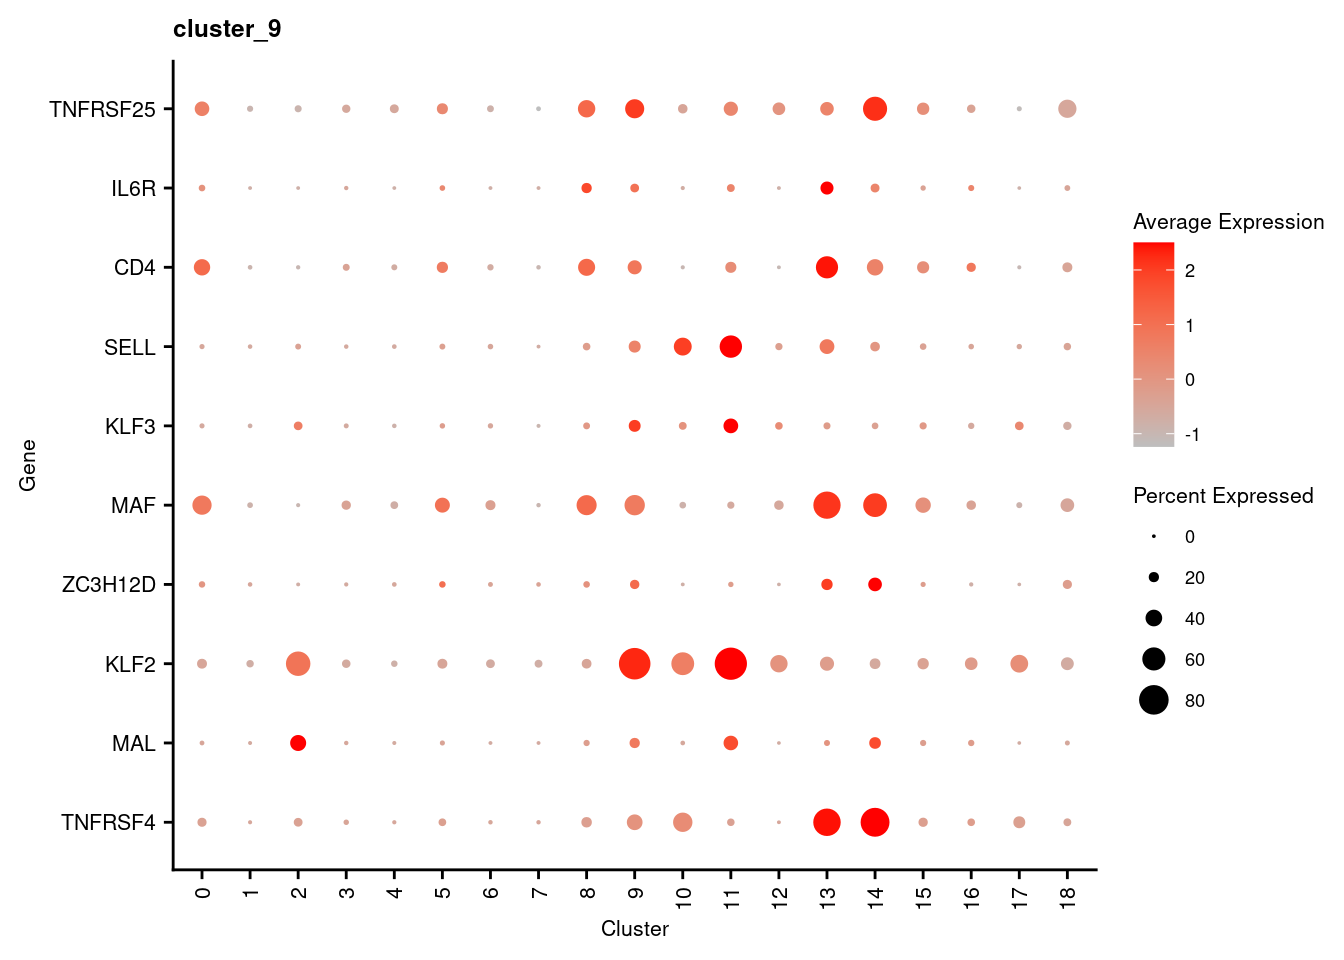 cluster_9
TNFRSF25
IL6R
CD4
SELL
KLF3
MAF
ZC3H12D
KLF2
MAL
TNFRSF4
Gene
0 1 2 3 4 5 6 7 8 9 10 11 12 13 14 15 16 17 18
Cluster
Average Expression
2
1
0
-1
Percent Expressed
0
20
40
60
80